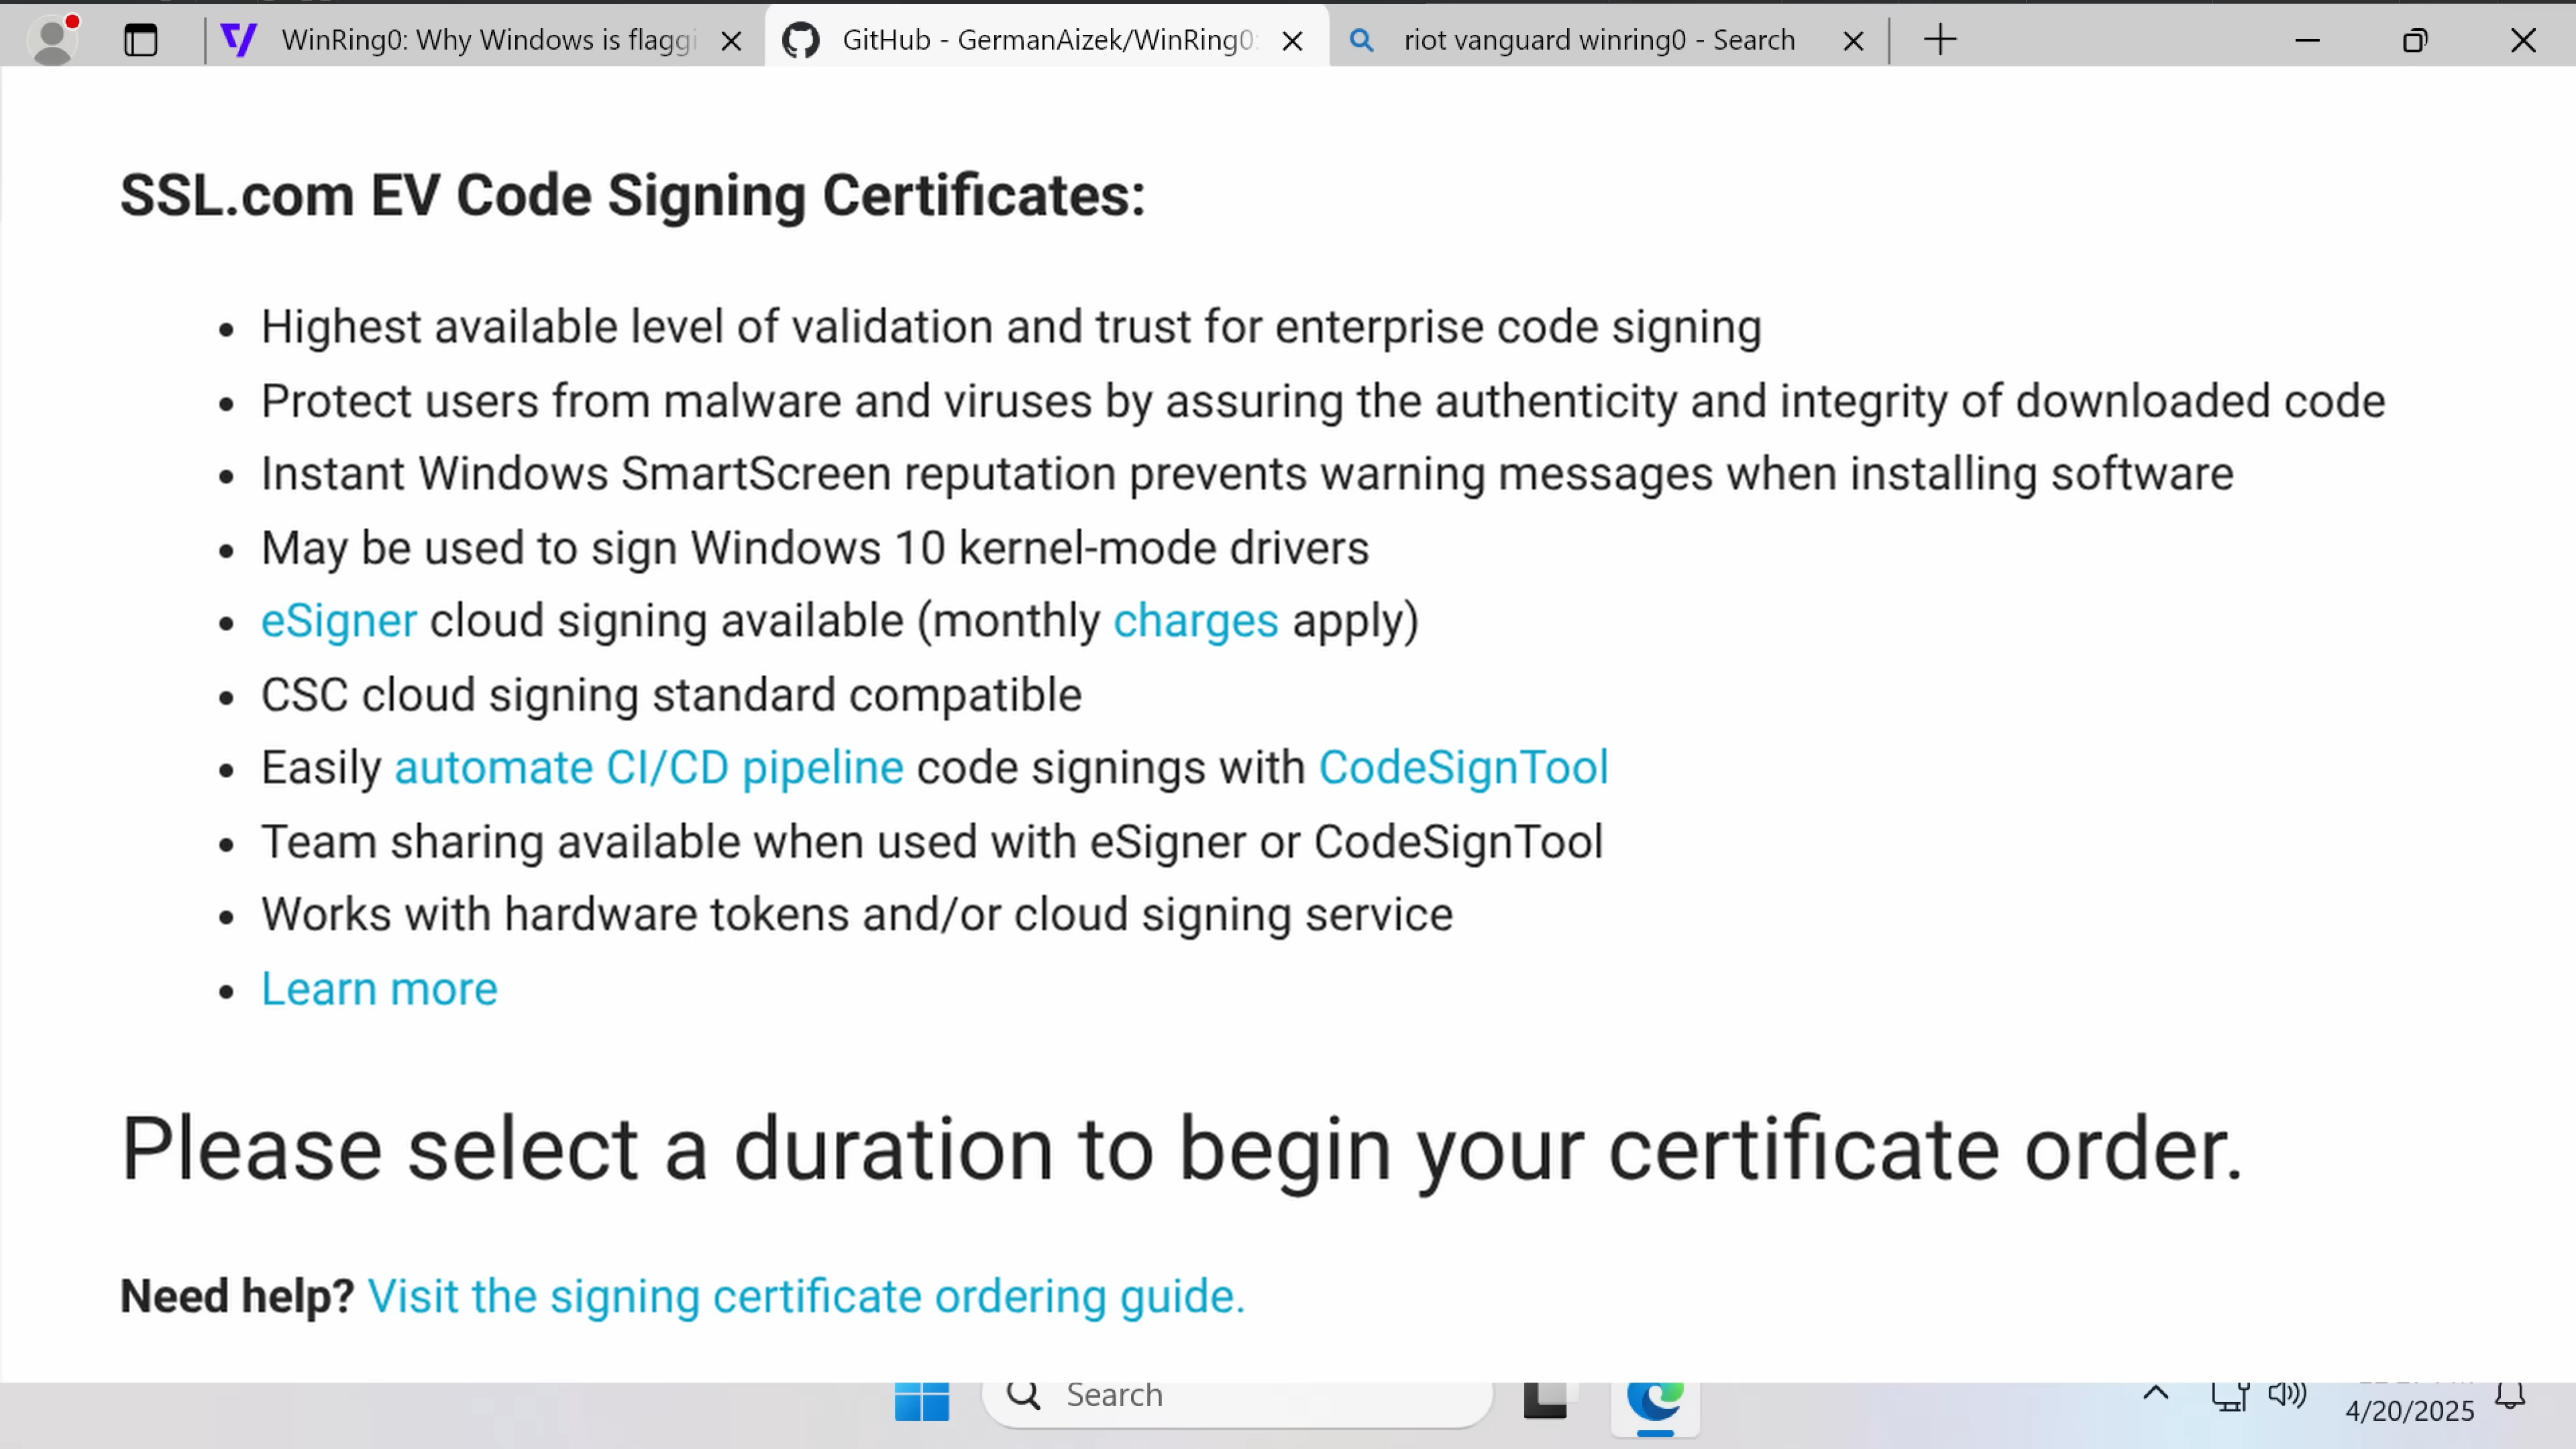 WinRing0: Why Windows is flaggi
GitHub - GermanAizek/WinRing0:
riot vanguard winring0 - Search
SSL.com EV Code Signing Certificates:
• Highest available level of validation and trust for enterprise code signing
• Protect users from malware and viruses by assuring the authenticity and integrity of downloaded code
• Instant Windows SmartScreen reputation prevents warning messages when installing software
• May be used to sign Windows 10 kernel-mode drivers
• eSigner cloud signing available (monthly charges apply)
• CSC cloud signing standard compatible
• Easily automate CI/CD pipeline code signings with CodeSignTool
• Team sharing available when used with eSigner or CodeSignTool
• Works with hardware tokens and/or cloud signing service
• Learn more
Please select a duration to begin your certificate order.
Need help? Visit the signing certificate ordering guide.
Search
4/20/2025